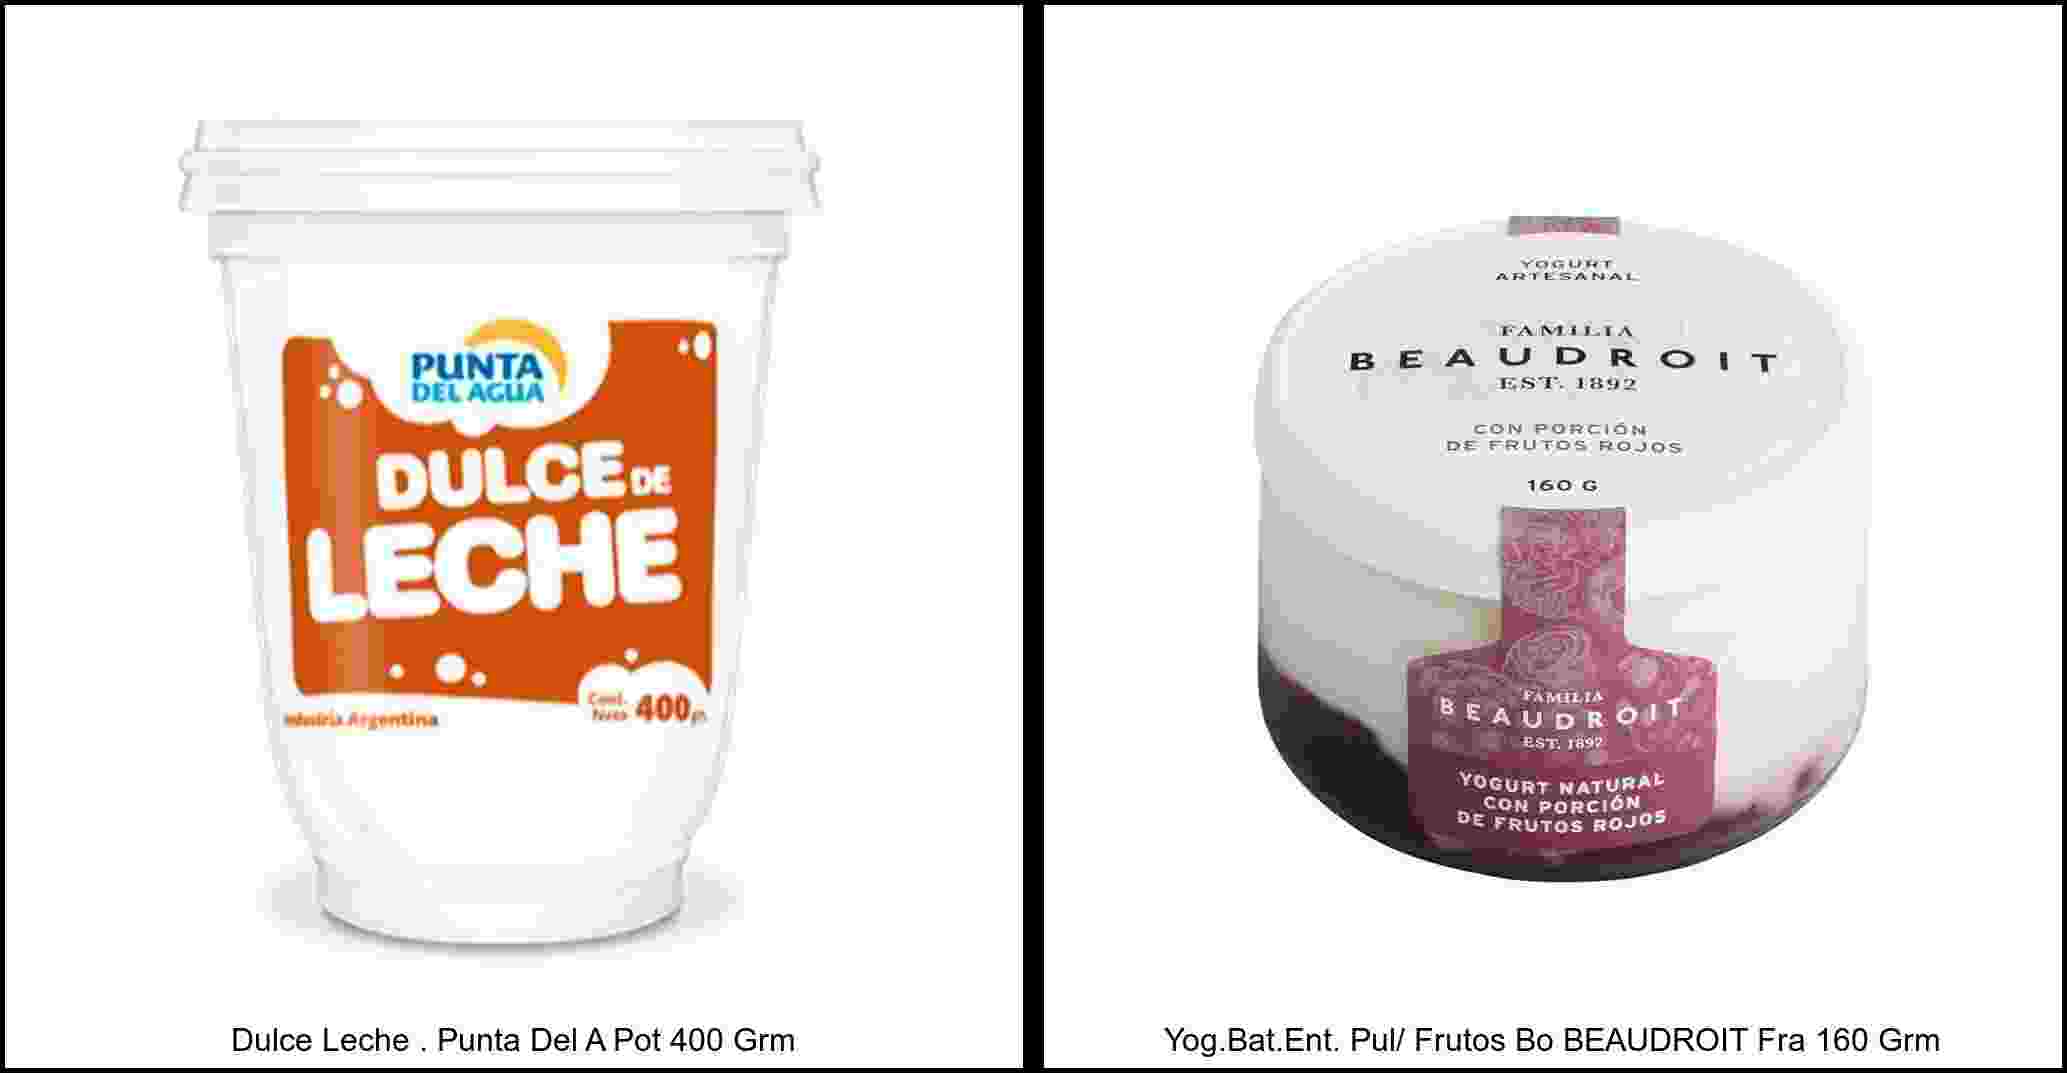 PUNTA
DEL AGUA
DULCE DE
LECHE
Industria Argentina
Cont.
Neto 400 gr.
Dulce Leche . Punta Del A Pot 400 Grm
YOGURT
ARTESANAL
FAMILIA
BEAUDROIT
EST. 1892
CON PORCIÓN
DE FRUTOS ROJOS
160 G
FAMILIA
BEAUDROIT
EST. 1892
YOGURT NATURAL
CON PORCIÓN
DE FRUTOS ROJOS
Yog.Bat.Ent. Pul/ Frutos Bo BEAUDROIT Fra 160 Grm